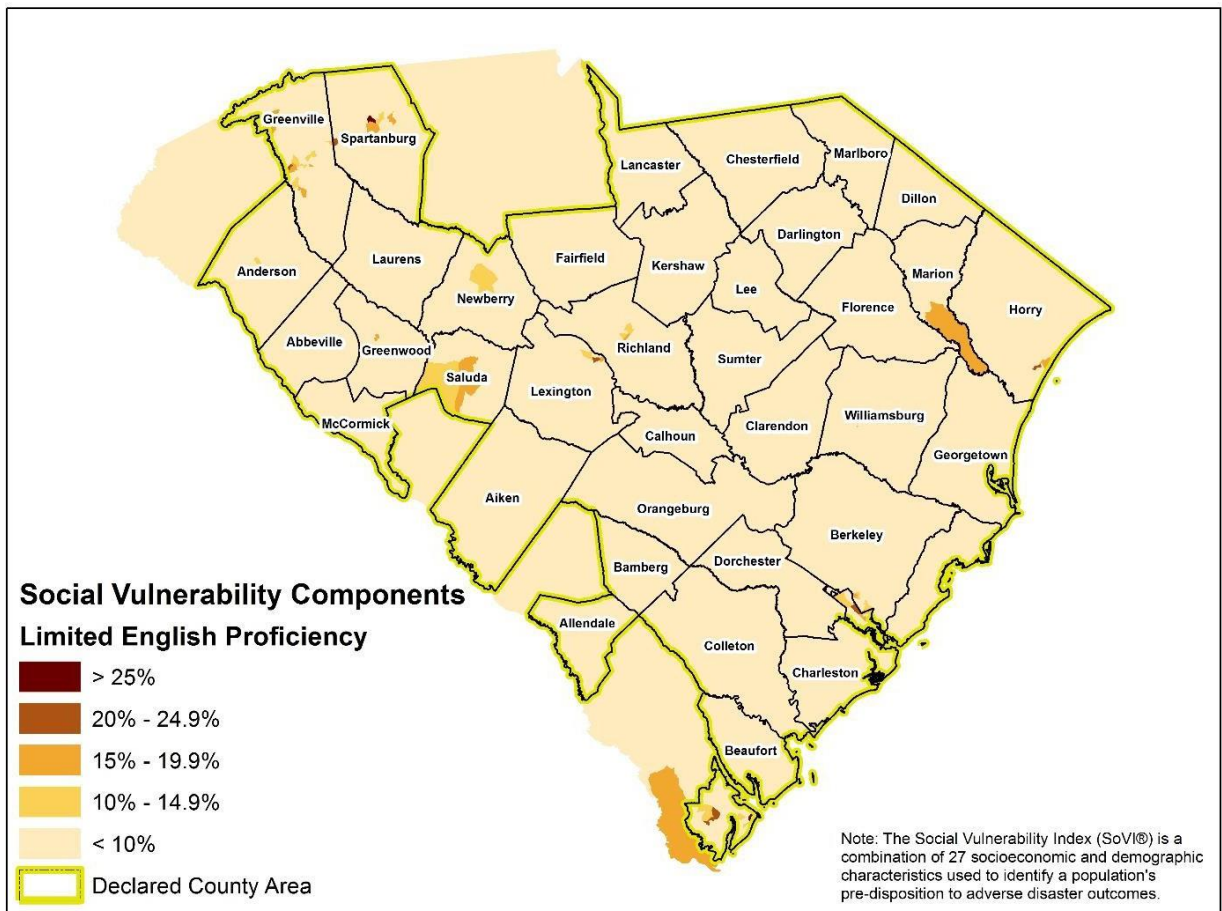 Greenville
Spartanburg
Lancaster
Chesterfield
Marlboro
Dillon
Darlington
Anderson
Laurens
Newberry
Fairfield
Kershaw
Lee
Marion
Florence
Horry
Abbeville
Greenwood
Saluda
Richland
Sumter
Lexington
McCormick
Calhoun
Clarendon
Williamsburg
Georgetown
Aiken
Orangeburg
Berkeley
Bamberg
Dorchester
Allendale
Colleton
Charleston
Beaufort
Social Vulnerability Components
Limited English Proficiency
> 25%
20% - 24.9%
15% - 19.9%
10% - 14.9%
< 10%
Declared County Area
Note: The Social Vulnerability Index (SoVI®) is a
combination of 27 socioeconomic and demographic
characteristics used to identify a population's
pre-disposition to adverse disaster outcomes.